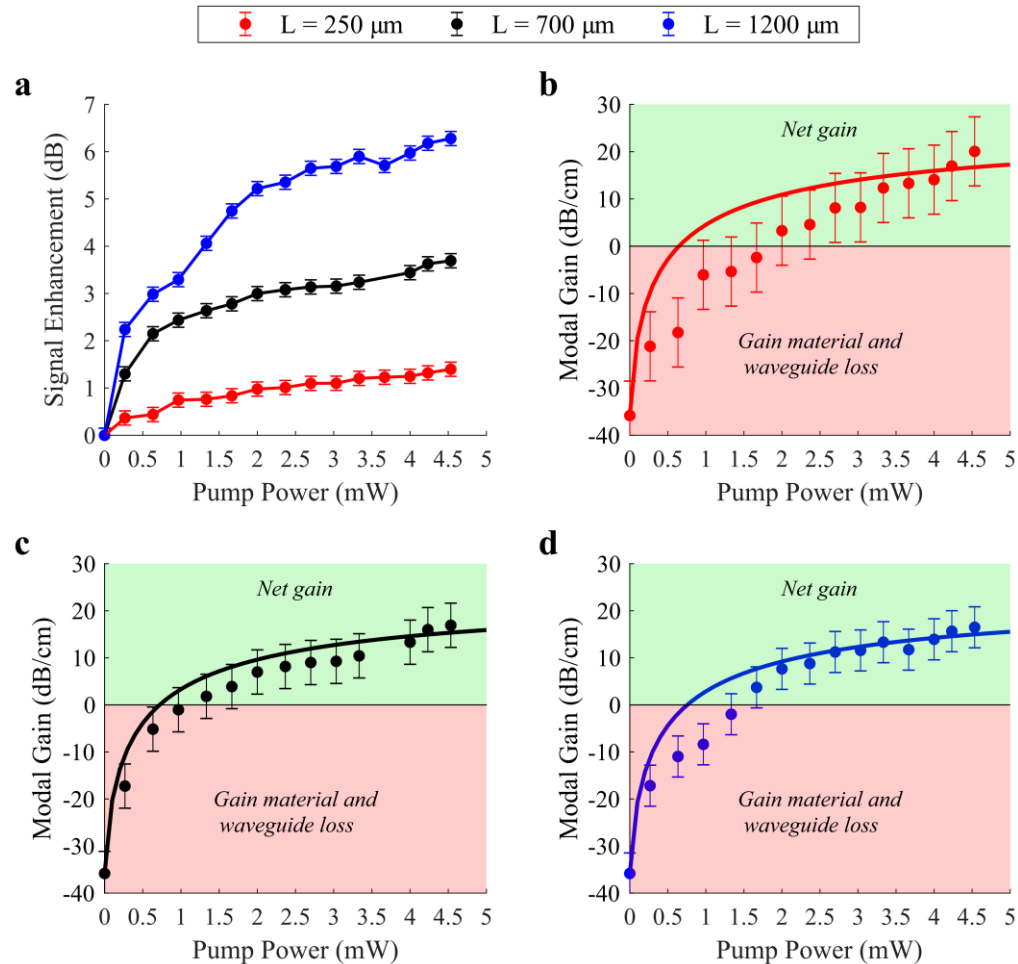 L = 250 μm L = 700 μm L = 1200 μm
a
Signal Enhancement (dB)
7
6
5
4
3
2
1
0
0 0.5 1 1.5 2 2.5 3 3.5 4 4.5 5
Pump Power (mW)
b
Modal Gain (dB/cm)
30
20
10
0
-10
-20
-30
-40
Net gain
Gain material and
waveguide loss
0 0.5 1 1.5 2 2.5 3 3.5 4 4.5 5
Pump Power (mW)
c
Modal Gain (dB/cm)
30
20
10
0
-10
-20
-30
-40
Net gain
Gain material and
waveguide loss
0 0.5 1 1.5 2 2.5 3 3.5 4 4.5 5
Pump Power (mW)
d
Modal Gain (dB/cm)
30
20
10
0
-10
-20
-30
-40
Net gain
Gain material and
waveguide loss
0 0.5 1 1.5 2 2.5 3 3.5 4 4.5 5
Pump Power (mW)